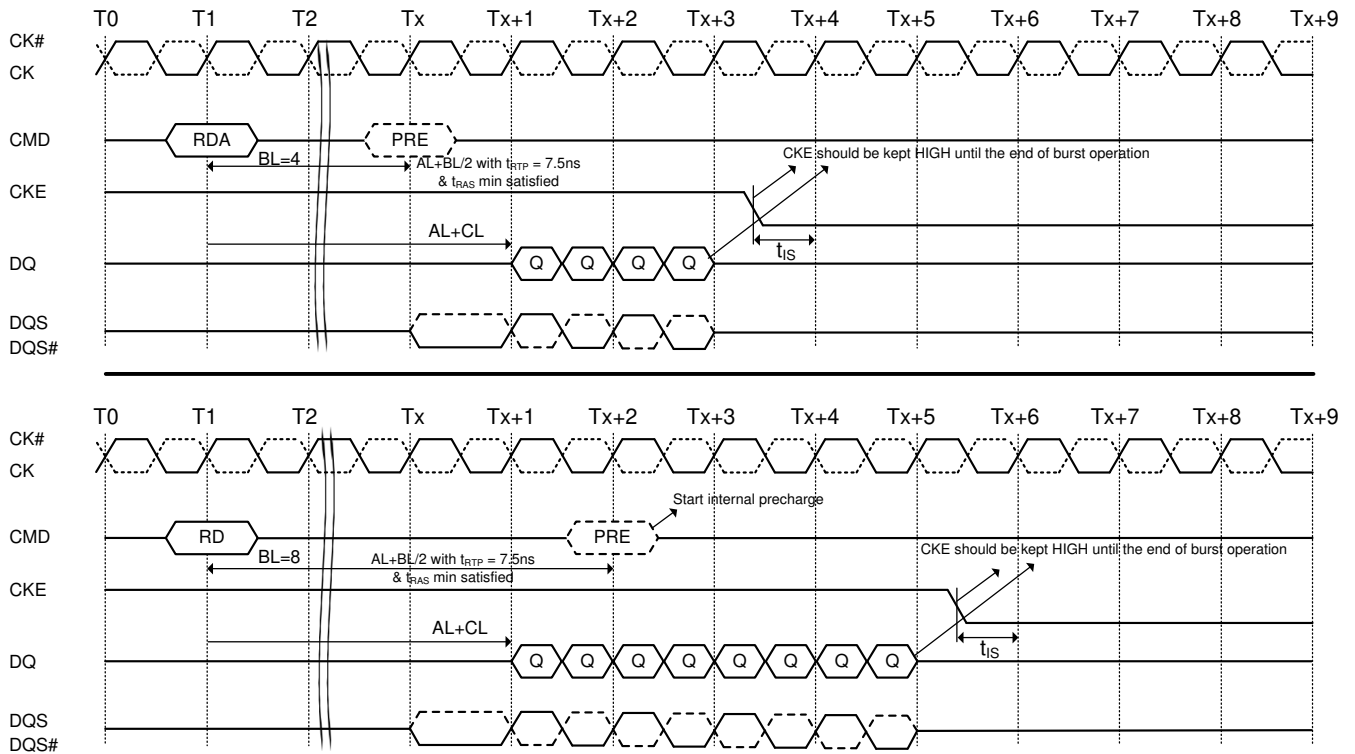 T0 T1 T2 Tx Tx+1 Tx+2 Tx+3 Tx+4 Tx+5 Tx+6 Tx+7 Tx+8 Tx+9
CK#
CK
CMD RDA PRE
BL=4 AL+BL/2 with tRTP = 7.5ns
& tRAS min satisfied
CKE should be kept HIGH until the end of burst operation
CKE
AL+CL
tIS
DQ Q Q Q Q
DQS
DQS#
T0 T1 T2 Tx Tx+1 Tx+2 Tx+3 Tx+4 Tx+5 Tx+6 Tx+7 Tx+8 Tx+9
CK#
CK
Start internal precharge
CMD RD PRE
BL=8 AL+BL/2 with tRTP = 7.5ns
& tRAS min satisfied
CKE should be kept HIGH until the end of burst operation
CKE
AL+CL
tIS
DQ Q Q Q Q Q Q Q Q
DQS
DQS#